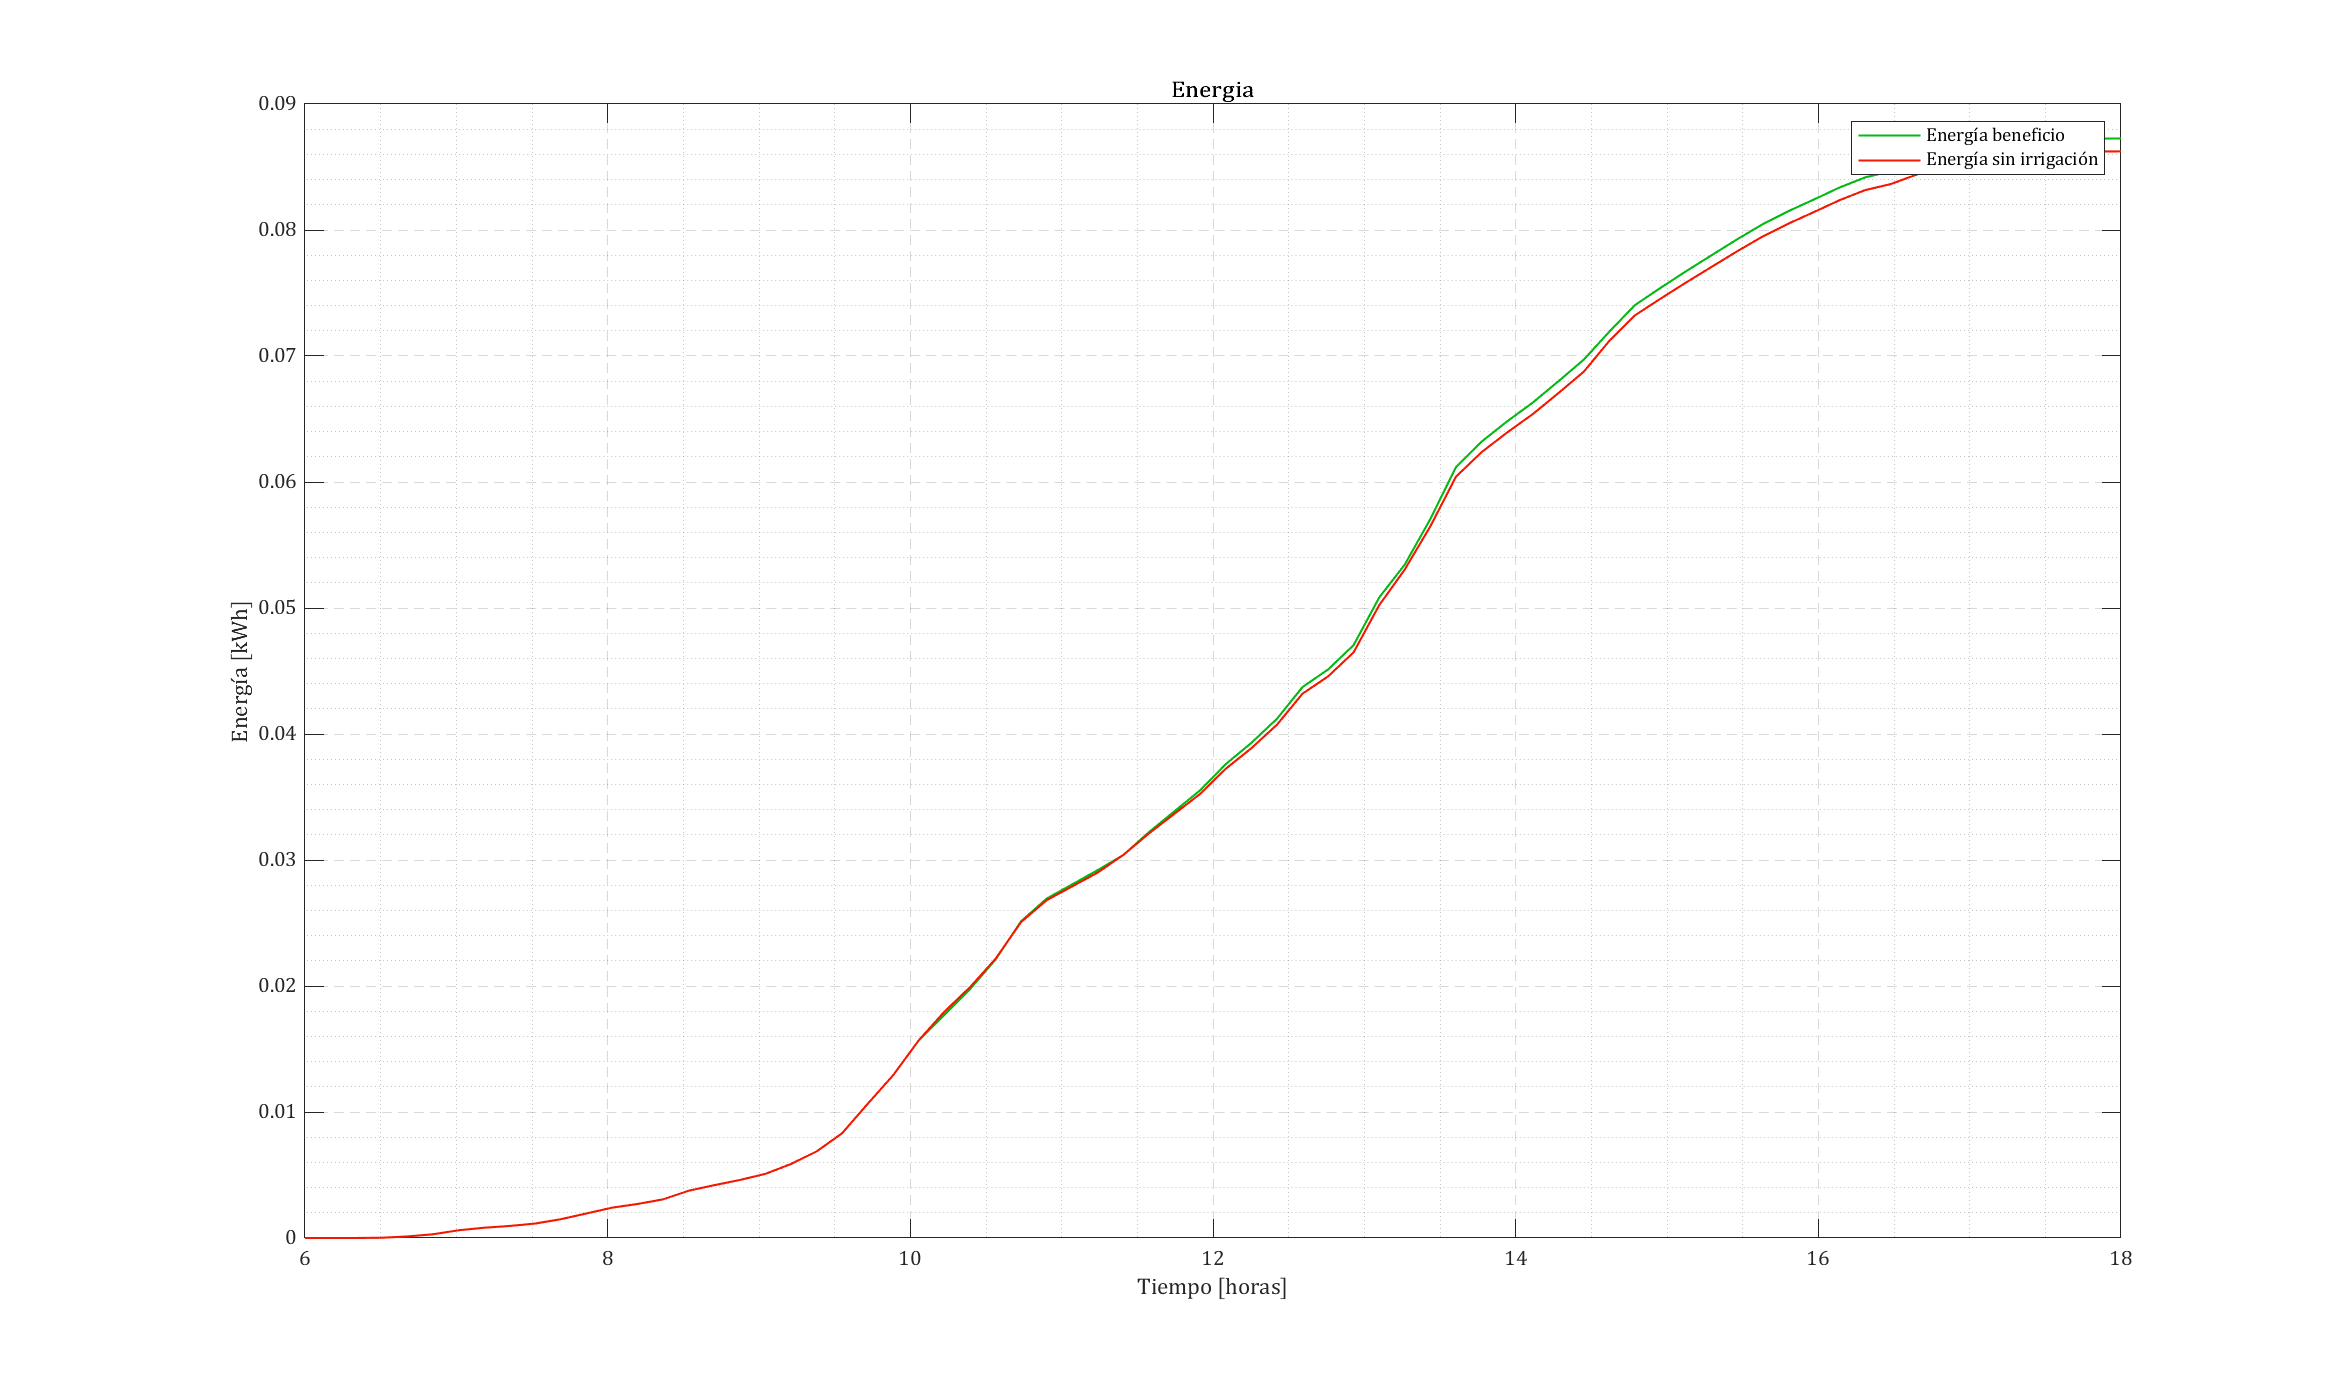 Energia
0.09
0.08
0.07
0.06
0.05
0.04
0.03
0.02
0.01
0
Energía [kWh]
Energía beneficio
Energía sin irrigación
6 8 10 12 14 16 18
Tiempo [horas]